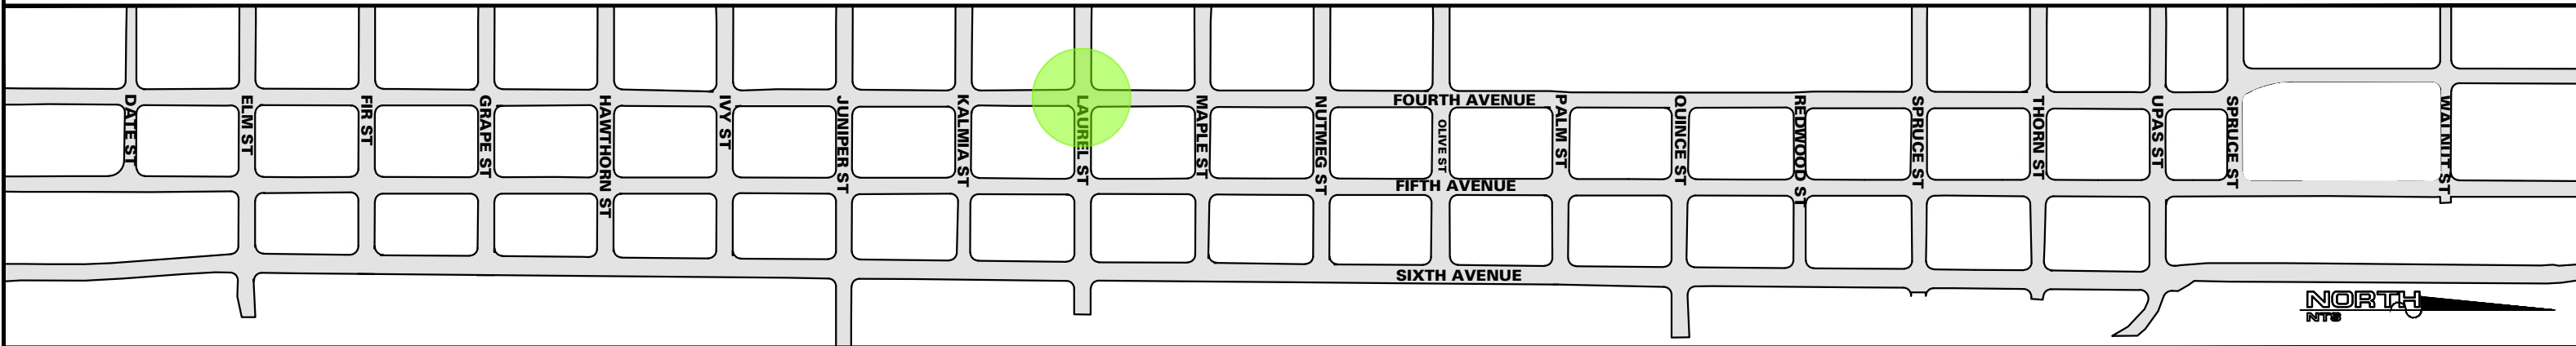 DATE ST
ELM ST
FIR ST
GRAPE ST
HAWTHORN ST
IVY ST
JUNIPER ST
KALMIA ST
LAUREL ST
MAPLE ST
NUTMEG ST
FOURTH AVENUE
OLIVE ST
PALM ST
QUINCE ST
REDWOOD ST
SPRUCE ST
THORN ST
UPAS ST
SPRUCE ST
WALNUT ST
FIFTH AVENUE
SIXTH AVENUE
NORTH
NTS